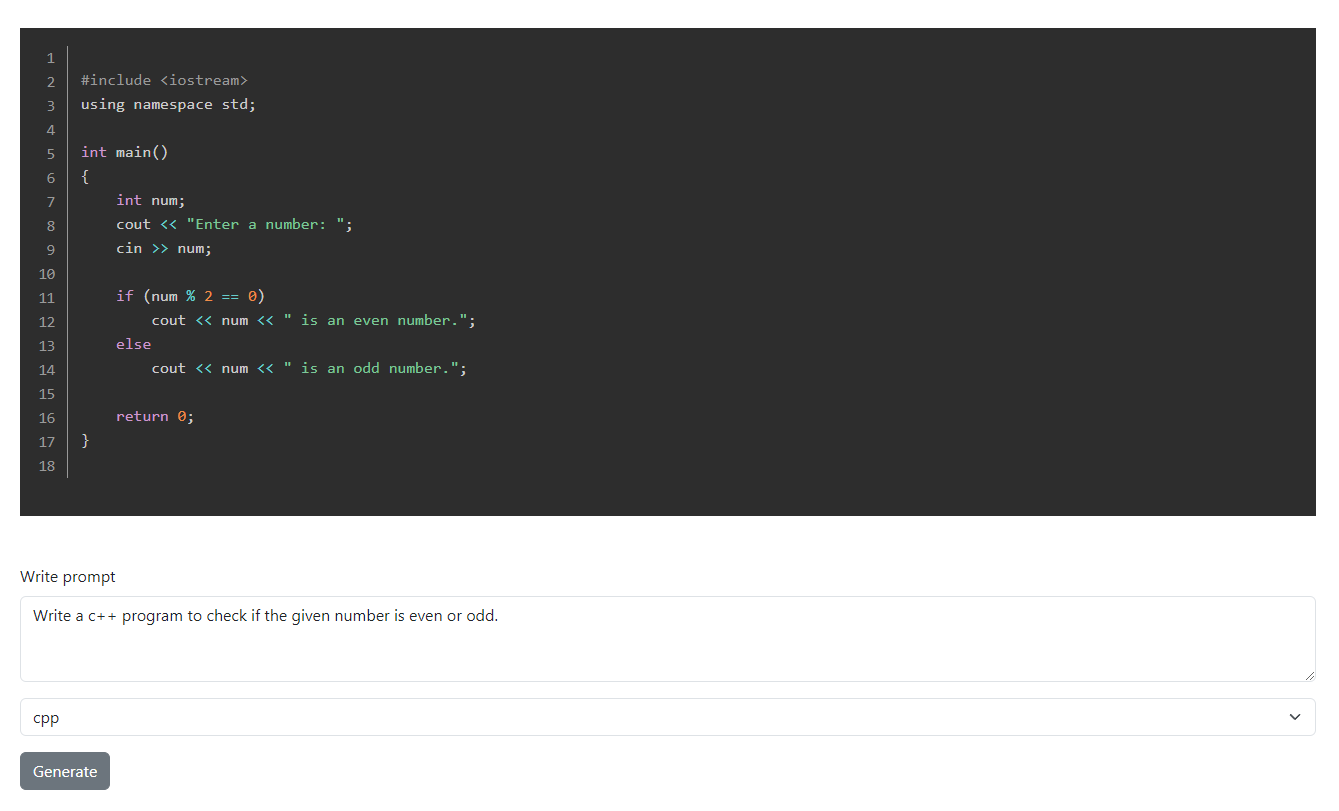 1
2 #include <iostream>
3 using namespace std;
4
5 int main()
6 {
7     int num;
8     cout << "Enter a number: ";
9     cin >> num;
10
11     if (num % 2 == 0)
12         cout << num << " is an even number.";
13     else
14         cout << num << " is an odd number.";
15
16     return 0;
17 }
18
Write prompt
Write a c++ program to check if the given number is even or odd.
cpp
Generate